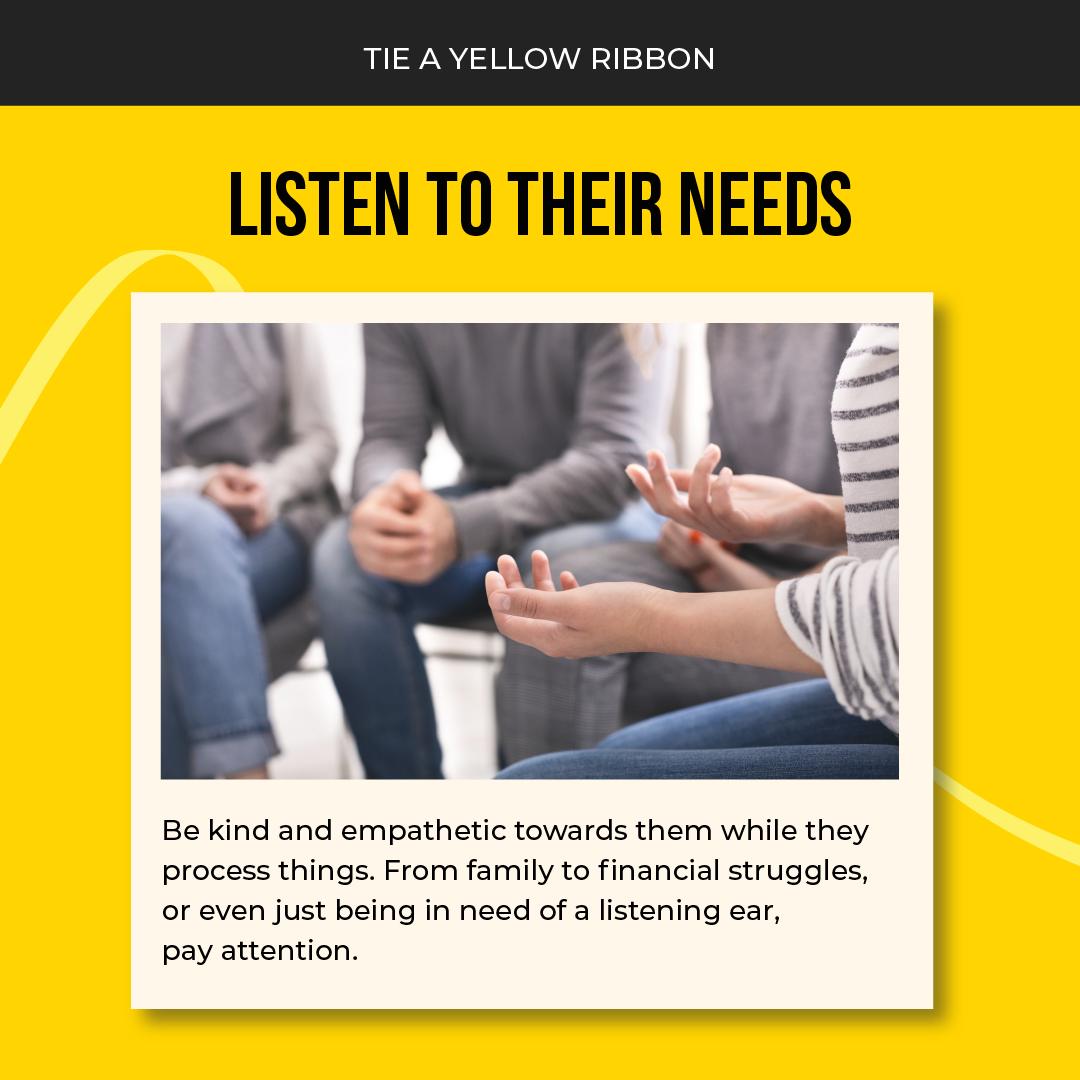 TIE A YELLOW RIBBON
LISTEN TO THEIR NEEDS
Be kind and empathetic towards them while they
process things. From family to financial struggles,
or even just being in need of a listening ear,
pay attention.